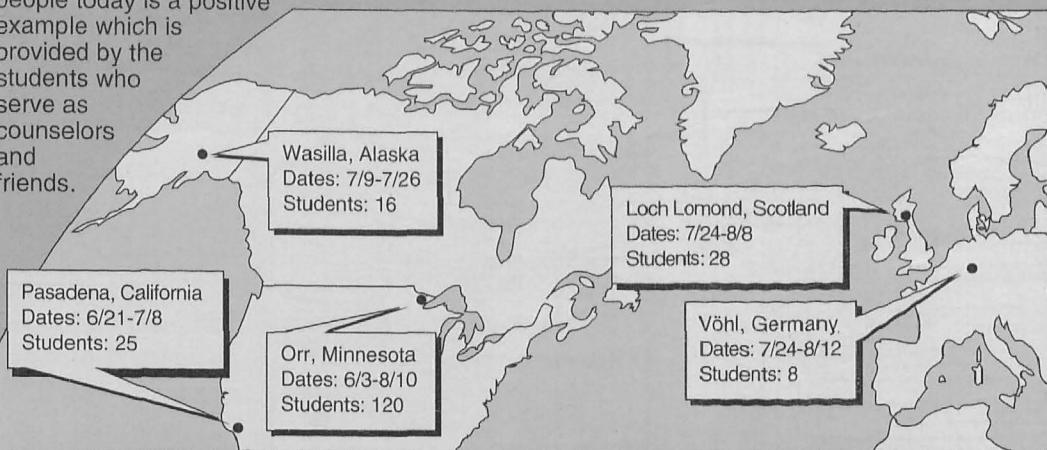 people today is a positive
example which is
provided by the
students who
serve as
counselors
and
friends.
Wasilla, Alaska
Dates: 7/9-7/26
Students: 16
Loch Lomond, Scotland
Dates: 7/24-8/8
Students: 28
Pasadena, California
Dates: 6/21-7/8
Students: 25
Orr, Minnesota
Dates: 6/3-8/10
Students: 120
Vöhl, Germany
Dates: 7/24-8/12
Students: 8